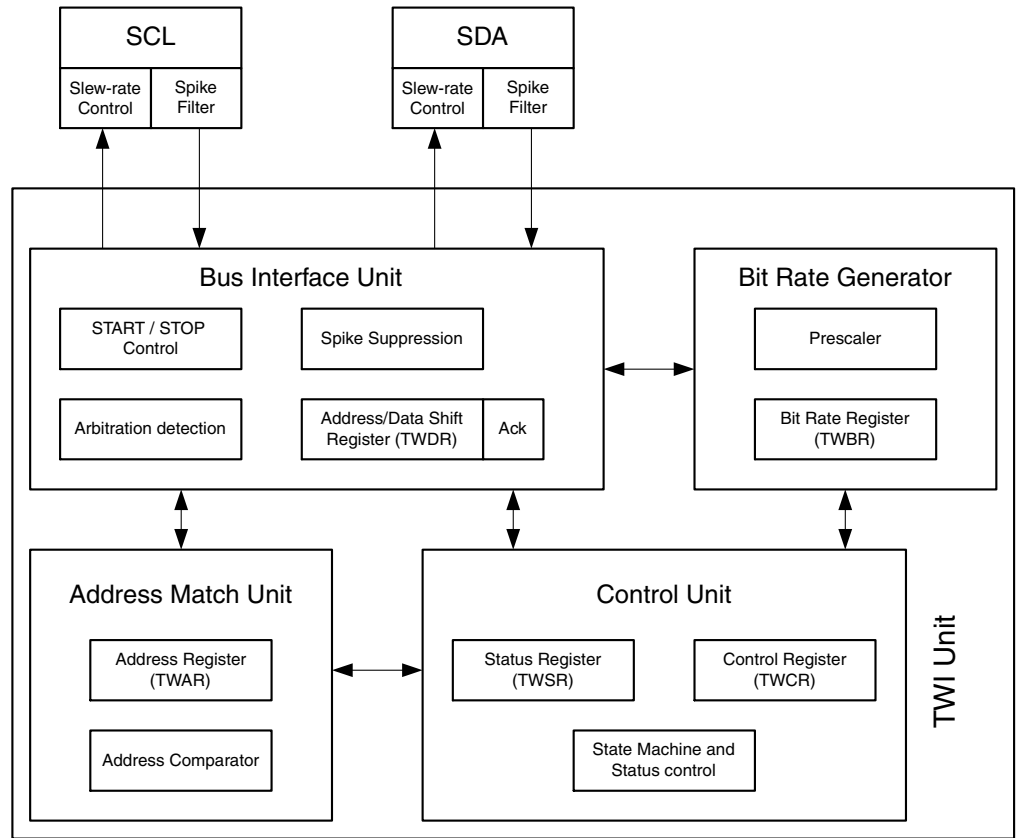 SCL
Slew-rate
Control
Spike
Filter
SDA
Slew-rate
Control
Spike
Filter
Bus Interface Unit
START / STOP
Control
Spike Suppression
Arbitration detection
Address/Data Shift
Register (TWDR)
Ack
Bit Rate Generator
Prescaler
Bit Rate Register
(TWBR)
Address Match Unit
Address Register
(TWAR)
Address Comparator
Control Unit
Status Register
(TWSR)
Control Register
(TWCR)
State Machine and
Status control
TWI Unit